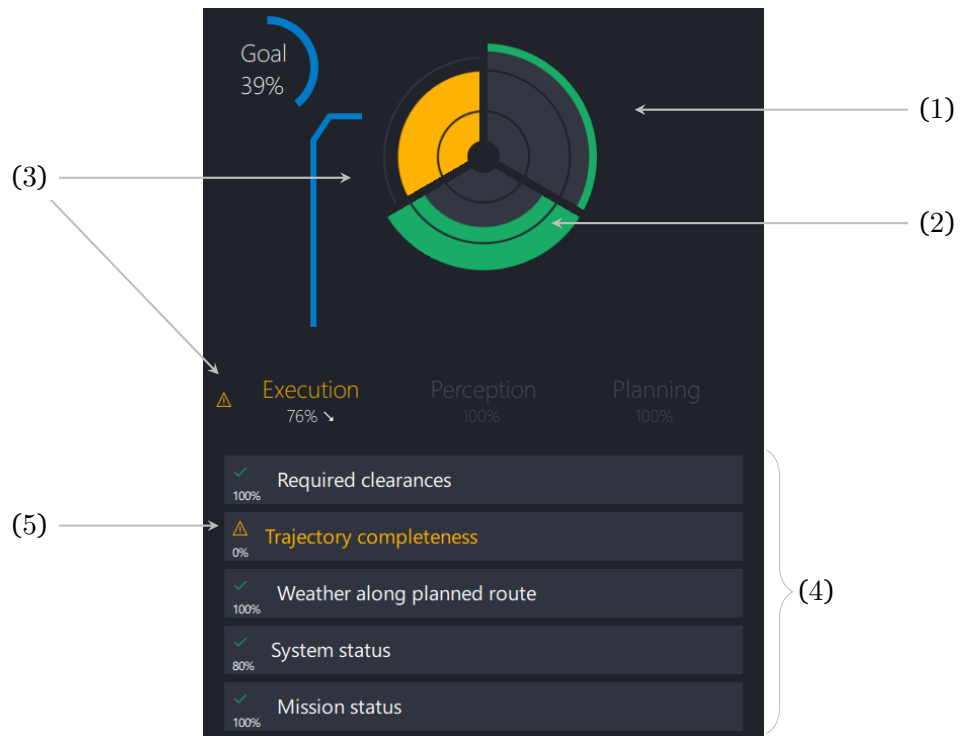 Goal
39%
(1)
(3)
(2)
Execution Perception Planning
76% ↘ 100% 100%
Required clearances
100%
(5)
Trajectory completeness
0%
Weather along planned route
100%
(4)
System status
80%
Mission status
100%